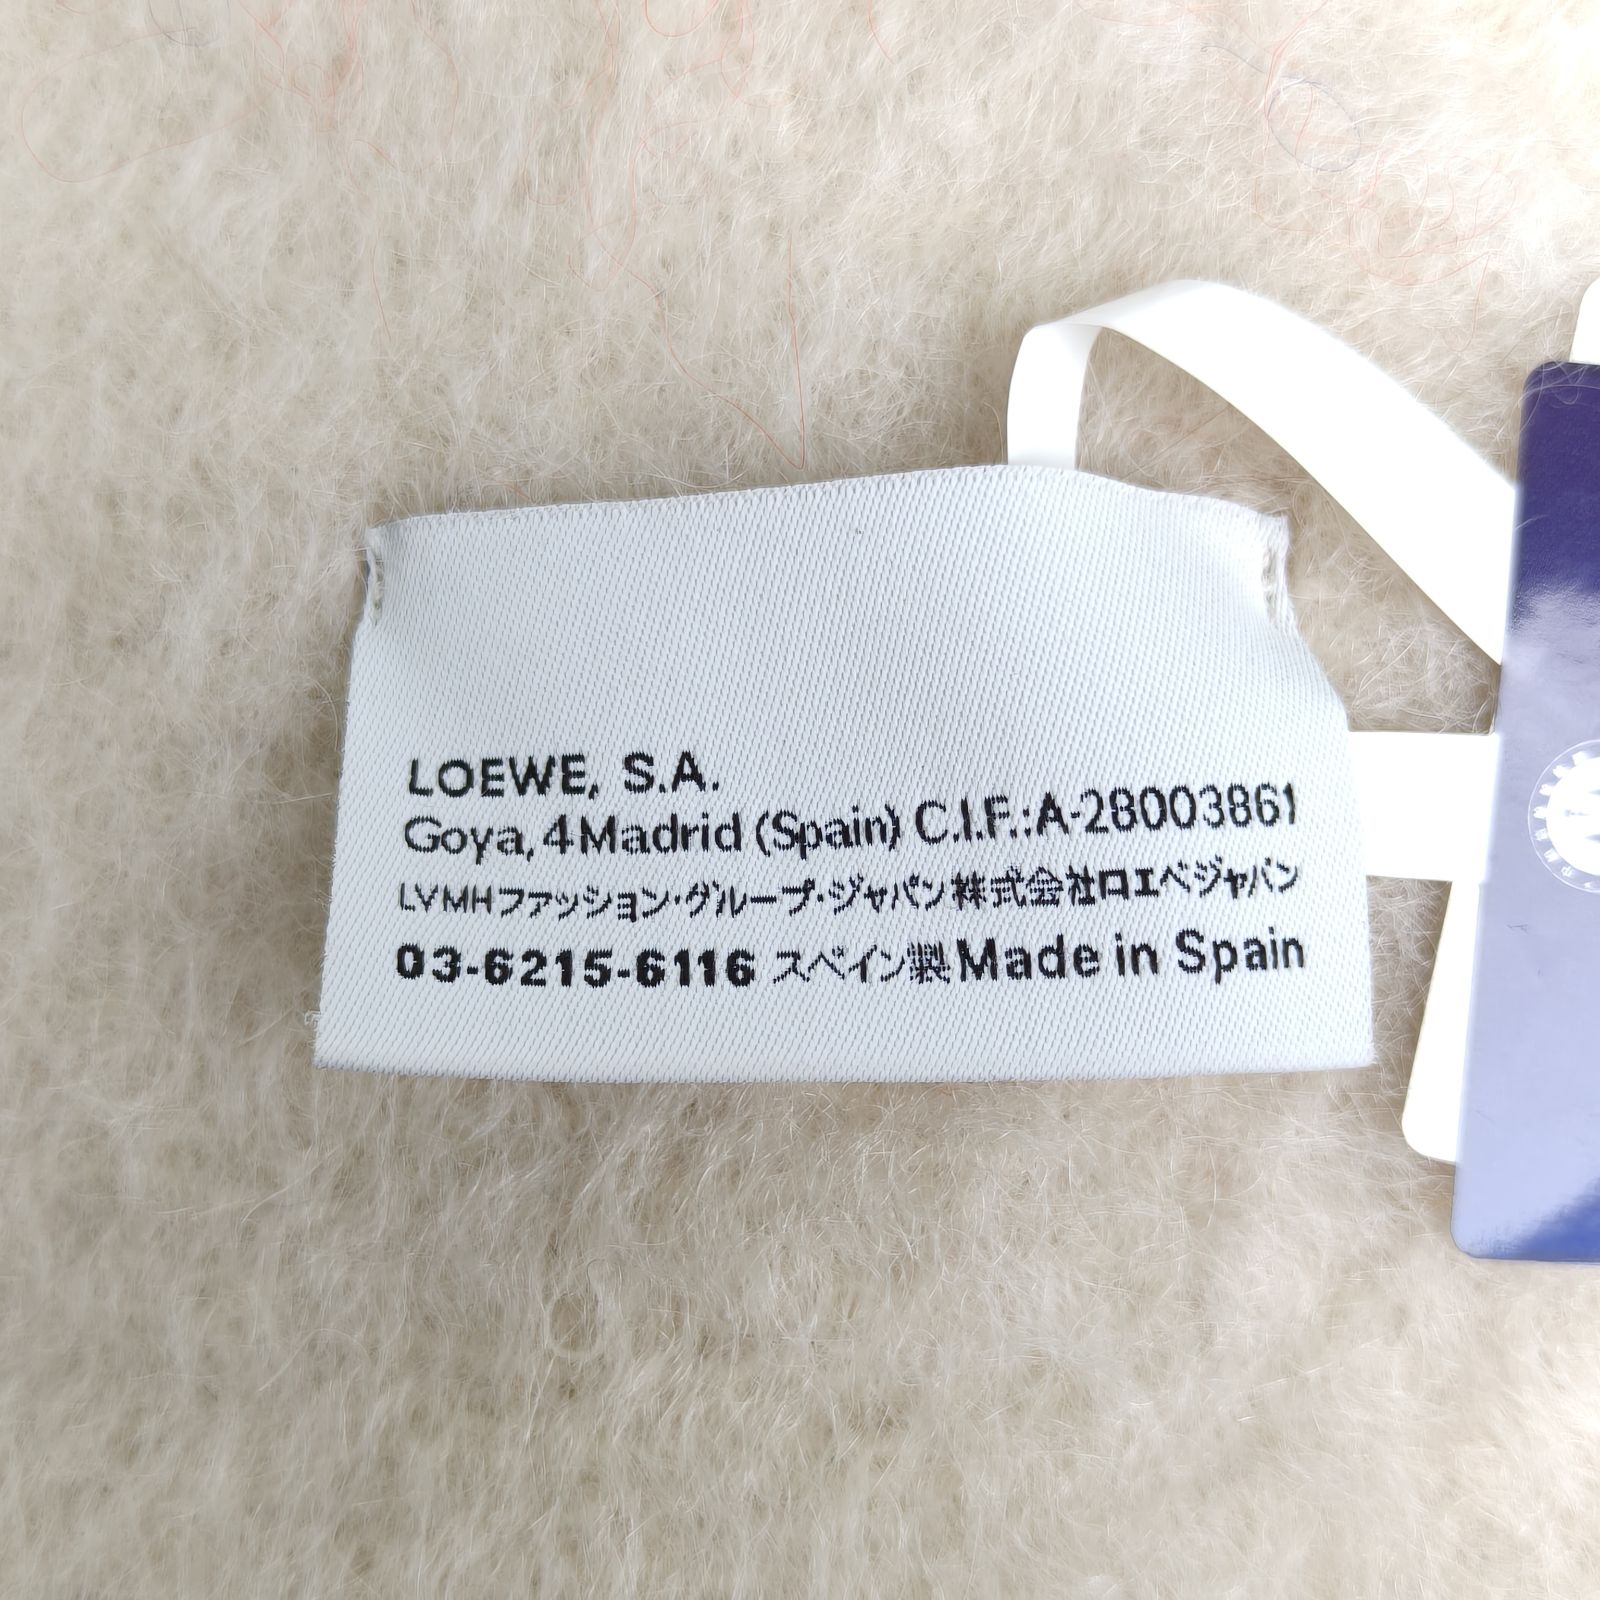 LOEWE, S.A.
Goya, 4 Madrid (Spain) C.I.F.: A-28003861
LVMHファッション・グループ・ジャパン株式会社ロエベジャパン
03-6215-6116 スペイン製 Made in Spain